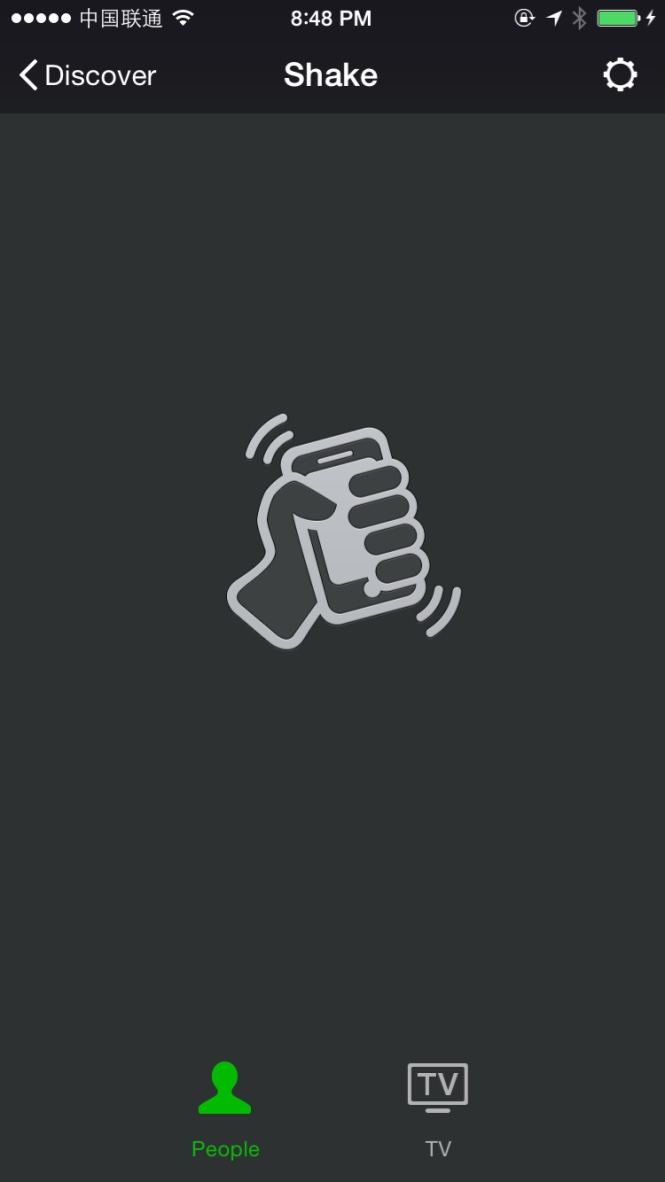 中国联通 8:48 PM
Discover Shake
TV
People TV